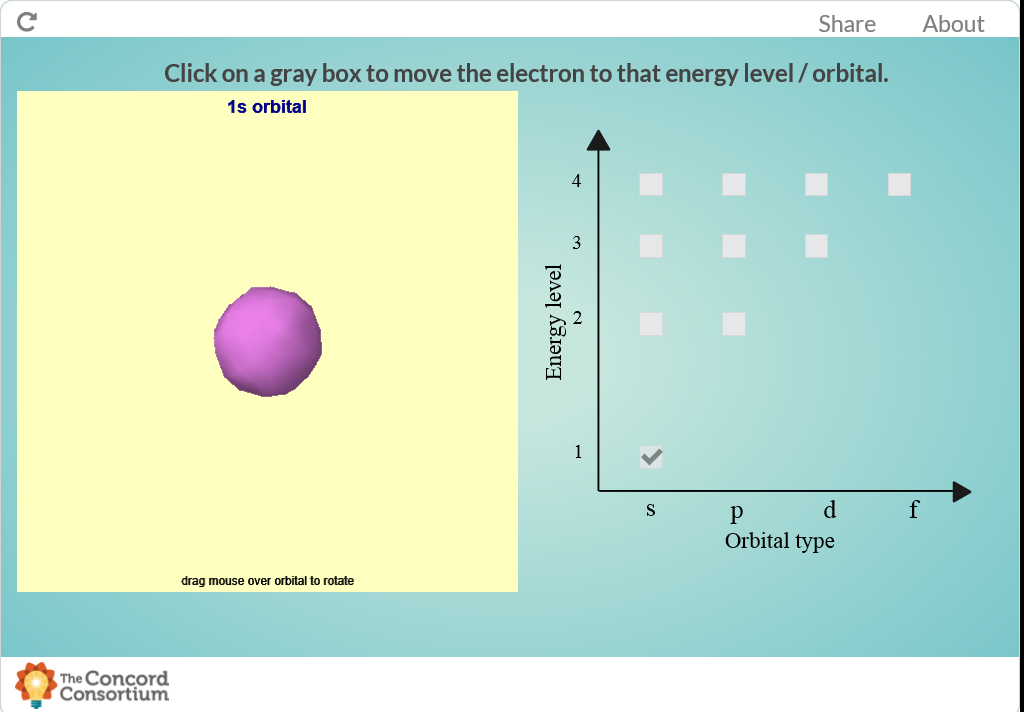 Share About
Click on a gray box to move the electron to that energy level / orbital.
1s orbital
drag mouse over orbital to rotate
Energy level
4
3
2
1
s p d f
Orbital type
The Concord
Consortium